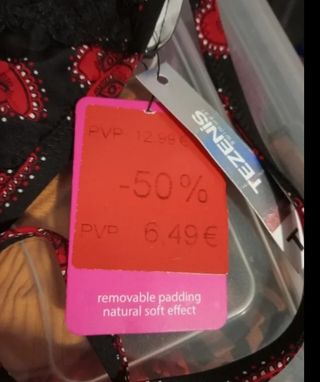 PVP 12.99 €
-50%
PVP 6,49€
removable padding
natural soft effect
TEZENIS